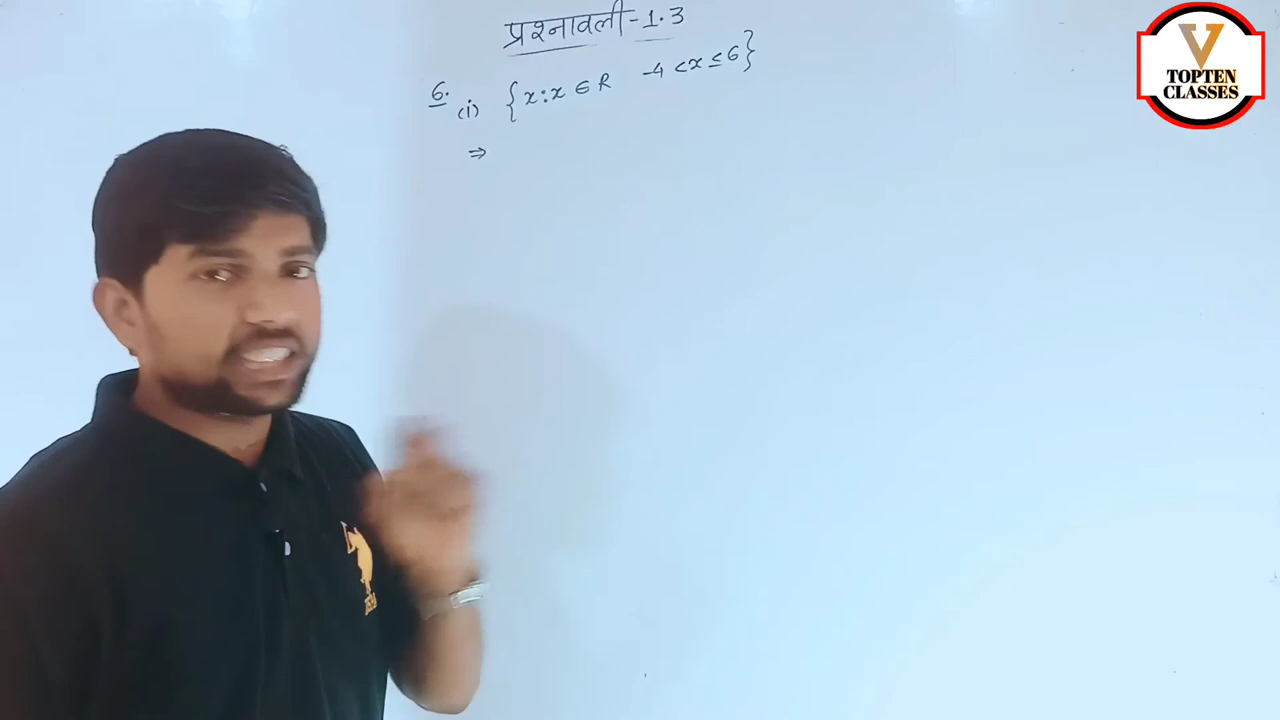 प्रश्नावली-1.3
6.
(i) {x:x ∈ R -4 < x ≤ 6}
⇒
V
TOPTEN
CLASSES